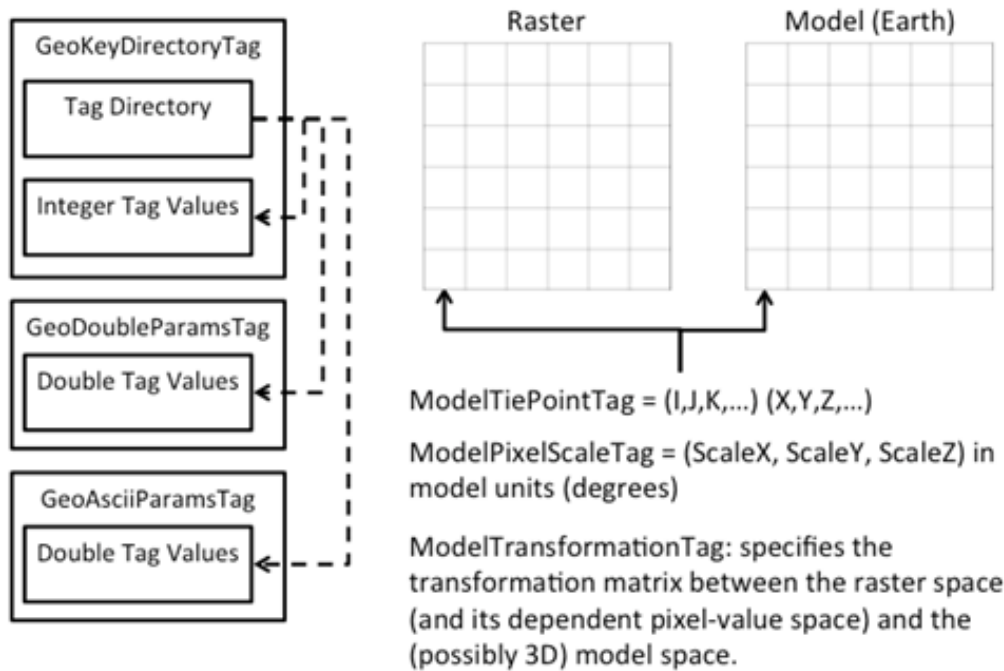 GeoKeyDirectoryTag
Tag Directory
Integer Tag Values
GeoDoubleParamsTag
Double Tag Values
GeoAsciiParamsTag
Double Tag Values
Raster
Model (Earth)
ModelTiePointTag = (I,J,K,...) (X,Y,Z,...)
ModelPixelScaleTag = (ScaleX, ScaleY, ScaleZ) in
model units (degrees)
ModelTransformationTag: specifies the
transformation matrix between the raster space
(and its dependent pixel-value space) and the
(possibly 3D) model space.